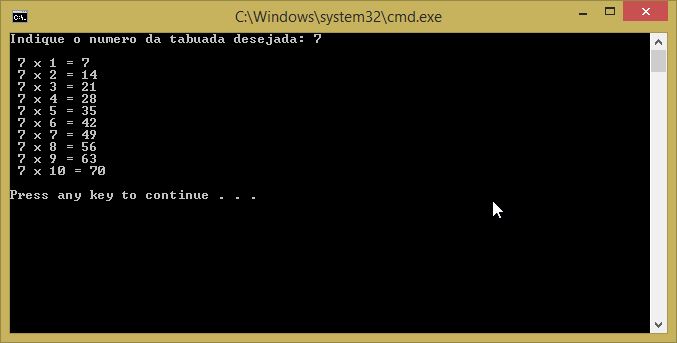 C:\Windows\system32\cmd.exe
Indique o numero da tabuada desejada: 7
7 x 1 = 7
7 x 2 = 14
7 x 3 = 21
7 x 4 = 28
7 x 5 = 35
7 x 6 = 42
7 x 7 = 49
7 x 8 = 56
7 x 9 = 63
7 x 10 = 70
Press any key to continue . . .